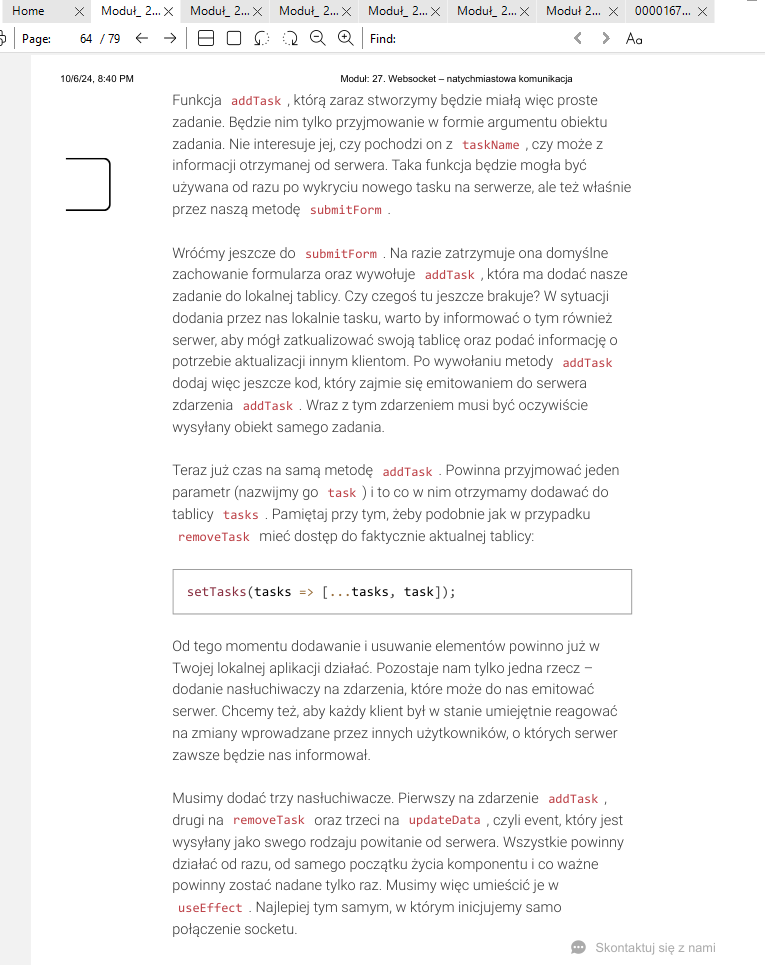 Home
Moduł_ 2...
Moduł_ 2...
Moduł_ 2...
Moduł_ 2...
Moduł_ 2...
Moduł 2...
0000167...
Page: 64 / 79
Find:
Aa
10/6/24, 8:40 PM
Moduł: 27. Websocket – natychmiastowa komunikacja
Funkcja addTask , którą zaraz stworzymy będzie miałą więc proste
zadanie. Będzie nim tylko przyjmowanie w formie argumentu obiektu
zadania. Nie interesuje jej, czy pochodzi on z taskName , czy może z
informacji otrzymanej od serwera. Taka funkcja będzie mogła być
używana od razu po wykryciu nowego tasku na serwerze, ale też właśnie
przez naszą metodę submitForm .
Wróćmy jeszcze do submitForm . Na razie zatrzymuje ona domyślne
zachowanie formularza oraz wywołuje addTask , która ma dodać nasze
zadanie do lokalnej tablicy. Czy czegoś tu jeszcze brakuje? W sytuacji
dodania przez nas lokalnie tasku, warto by informować o tym również
serwer, aby mógł zatkualizować swoją tablicę oraz podać informację o
potrzebie aktualizacji innym klientom. Po wywołaniu metody addTask
dodaj więc jeszcze kod, który zajmie się emitowaniem do serwera
zdarzenia addTask . Wraz z tym zdarzeniem musi być oczywiście
wysyłany obiekt samego zadania.
Teraz już czas na samą metodę addTask . Powinna przyjmować jeden
parametr (nazwijmy go task ) i to co w nim otrzymamy dodawać do
tablicy tasks . Pamiętaj przy tym, żeby podobnie jak w przypadku
removeTask mieć dostęp do faktycznie aktualnej tablicy:
setTasks(tasks => [...tasks, task]);
Od tego momentu dodawanie i usuwanie elementów powinno już w
Twojej lokalnej aplikacji działać. Pozostaje nam tylko jedna rzecz –
dodanie nasłuchiwaczy na zdarzenia, które może do nas emitować
serwer. Chcemy też, aby każdy klient był w stanie umiejętnie reagować
na zmiany wprowadzane przez innych użytkowników, o których serwer
zawsze będzie nas informował.
Musimy dodać trzy nasłuchiwacze. Pierwszy na zdarzenie addTask ,
drugi na removeTask oraz trzeci na updateData , czyli event, który jest
wysyłany jako swego rodzaju powitanie od serwera. Wszystkie powinny
działać od razu, od samego początku życia komponentu i co ważne
powinny zostać nadane tylko raz. Musimy więc umieścić je w
useEffect . Najlepiej tym samym, w którym inicjujemy samo
połączenie socketu.
Skontaktuj się z nami